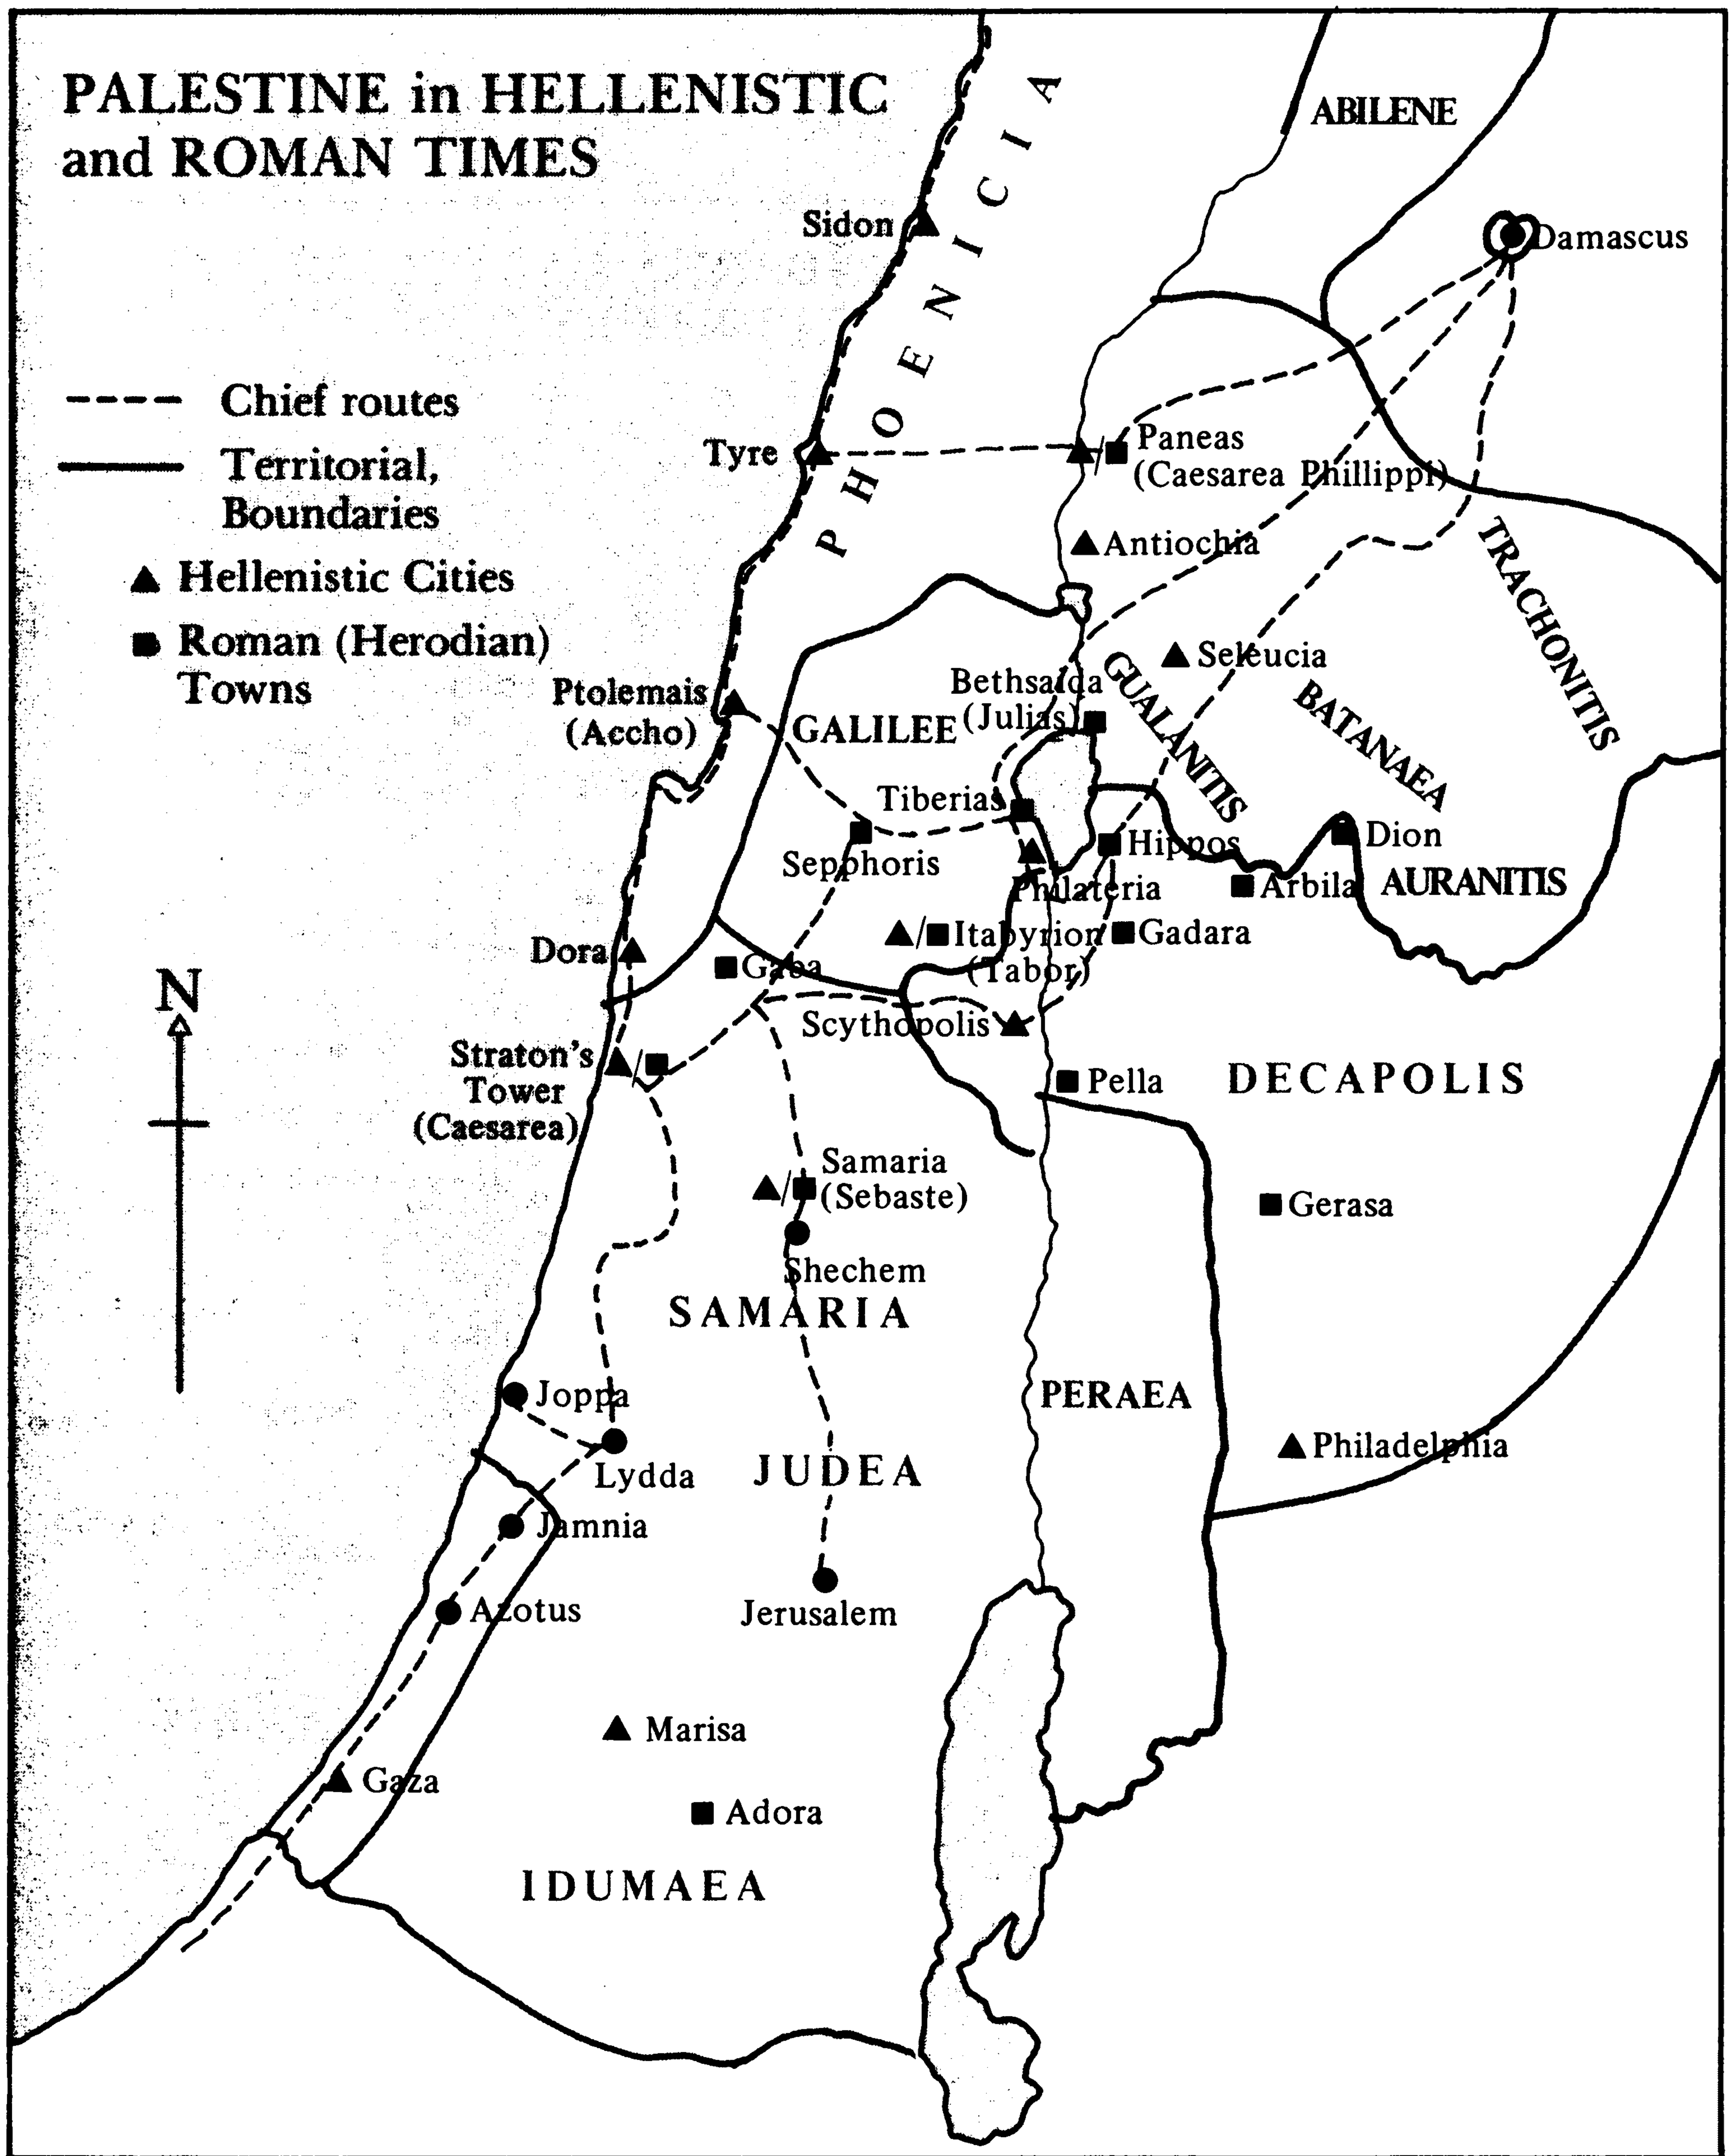 PALESTINE in HELLENISTIC
and ROMAN TIMES
Chief routes
Territorial,
Boundaries
Hellenistic Cities
Roman (Herodian)
Towns
N
PHOENICIA
ABILENE
Sidon
Damascus
Tyre
Paneas
(Caesarea Phillippi)
Antiochia
TRACHONITIS
Seleucia
Bethsaida
(Julias)
GUALANITIS
BATANAEA
Ptolemais
(Accho)
GALILEE
Tiberias
Sepphoris
Hippos
Dion
Philateria
Arbila
AURANITIS
Itabyrion
(Tabor)
Gadara
Dora
Gaba
Scythopolis
Straton's
Tower
(Caesarea)
Pella
DECAPOLIS
Samaria
(Sebaste)
Gerasa
Shechem
SAMARIA
Joppa
PERAEA
Philadelphia
Lydda
JUDEA
Jamnia
Azotus
Jerusalem
Marisa
Gaza
Adora
IDUMAEA